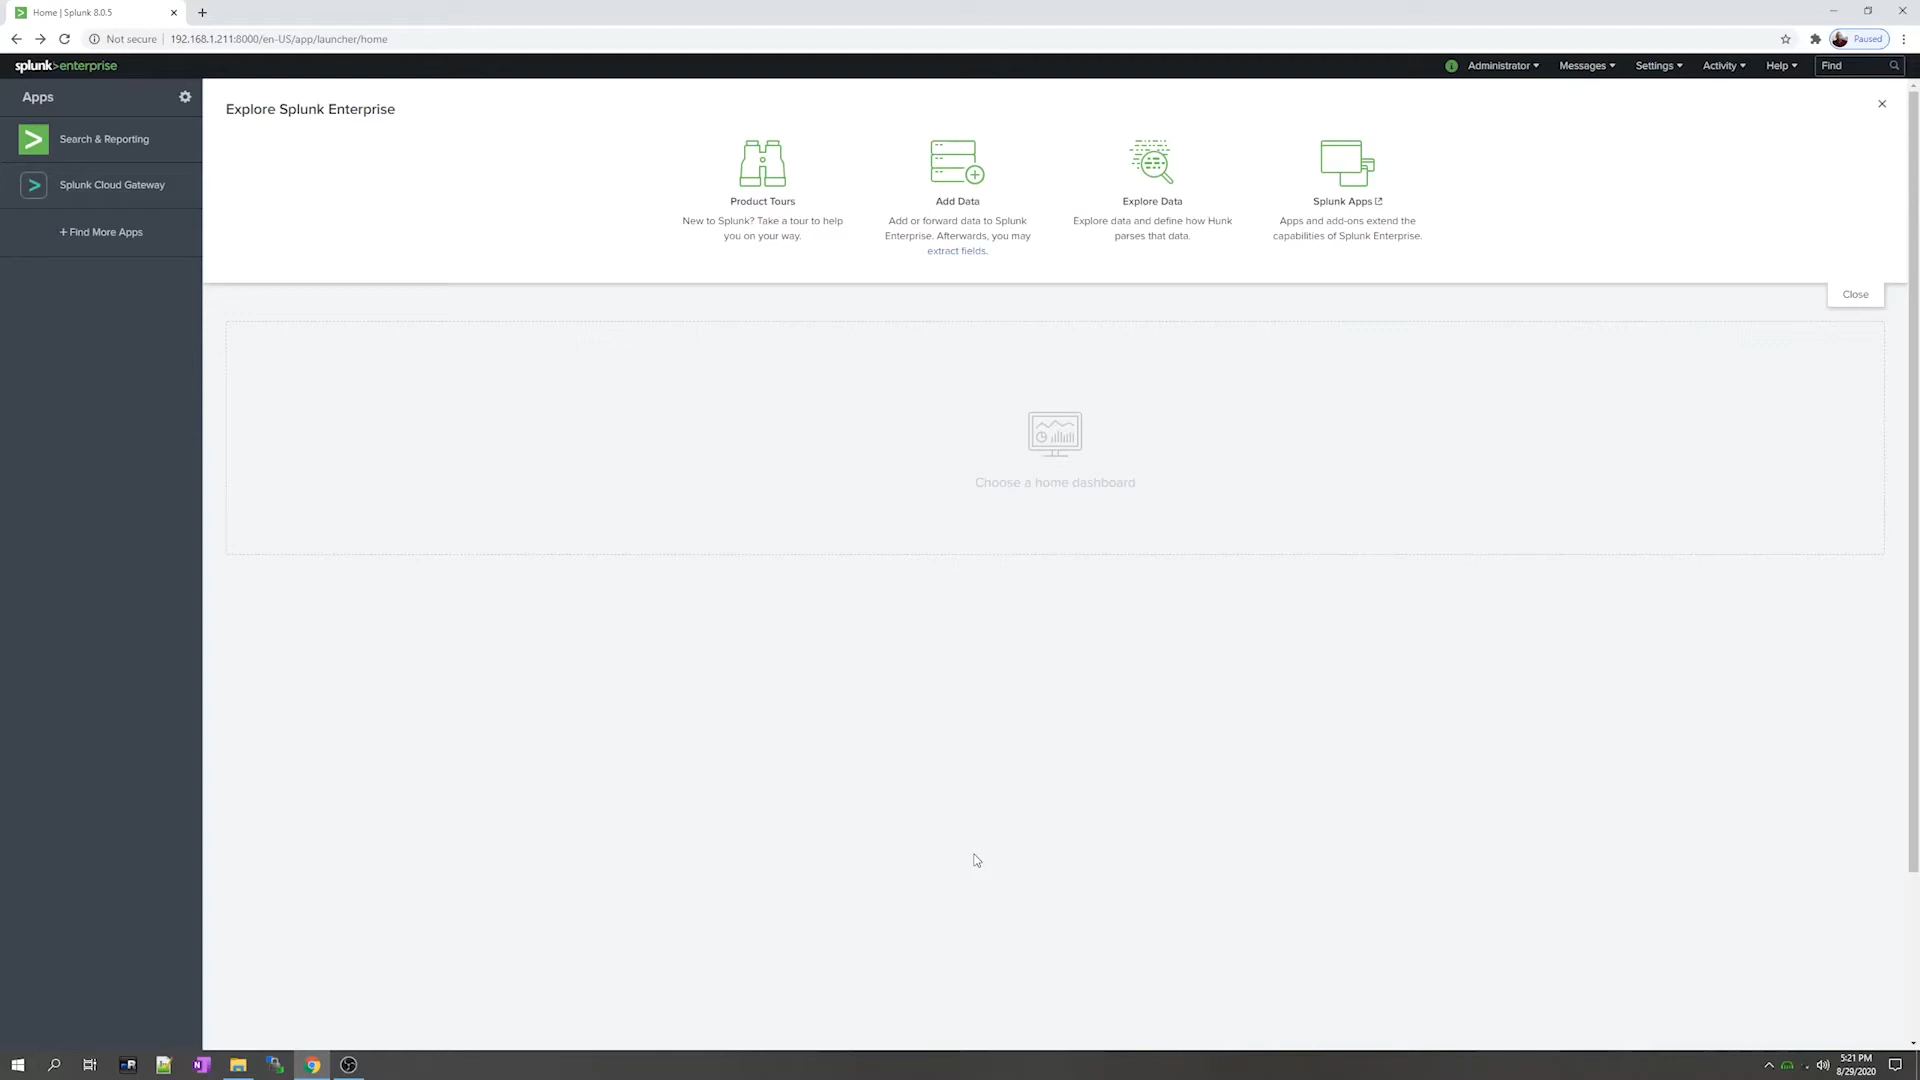 Home | Splunk 8.0.5
Not secure
192.168.1.211:8000/en-US/app/launcher/home
Paused
splunk>enterprise
Administrator
Messages
Settings
Activity
Help
Find
Apps
Search & Reporting
Splunk Cloud Gateway
+ Find More Apps
Explore Splunk Enterprise
Product Tours
New to Splunk? Take a tour to help
you on your way.
Add Data
Add or forward data to Splunk
Enterprise. Afterwards, you may
extract fields.
Explore Data
Explore data and define how Hunk
parses that data.
Splunk Apps
Apps and add-ons extend the
capabilities of Splunk Enterprise.
Close
Choose a home dashboard
5:21 PM
8/29/2020